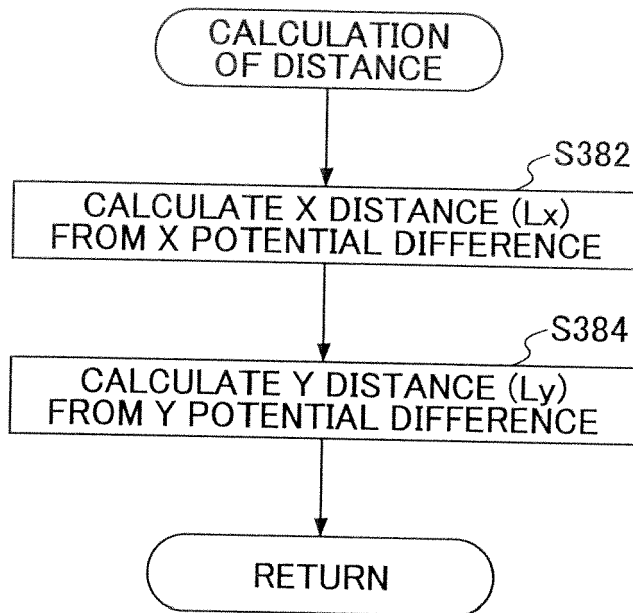 CALCULATION
OF DISTANCE
S382
CALCULATE X DISTANCE (Lx)
FROM X POTENTIAL DIFFERENCE
S384
CALCULATE Y DISTANCE (Ly)
FROM Y POTENTIAL DIFFERENCE
RETURN